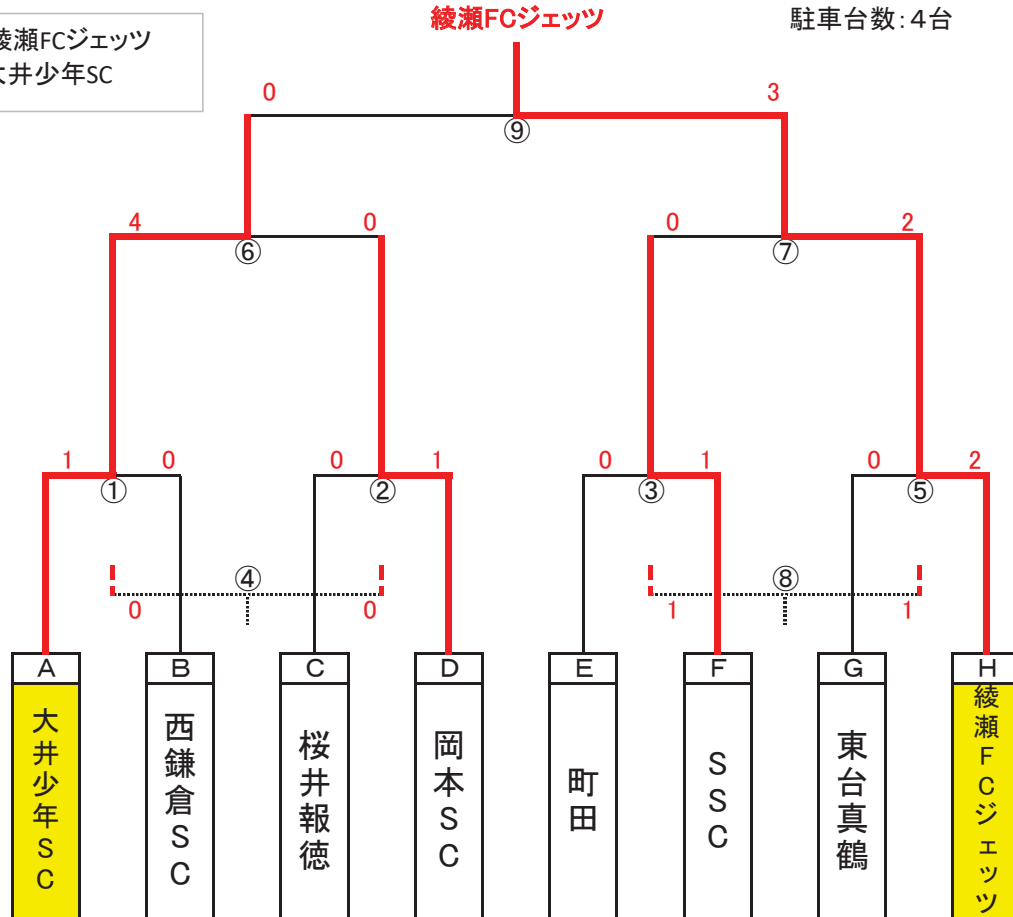 綾瀬FCジェッツ
駐車台数:4台
綾瀬FCジェッツ
大井少年SC
0 3
⑨
4 0 0 2
⑥ ⑦
1 0 0 1 0 1 0 2
① ② ③ ⑤
④ ⑧
0 0 1 1
A B C D E F G H
大井少年SC
西鎌倉SC
桜井報徳
岡本SC
町田
SSC
東台真鶴
綾瀬FCジェッツ